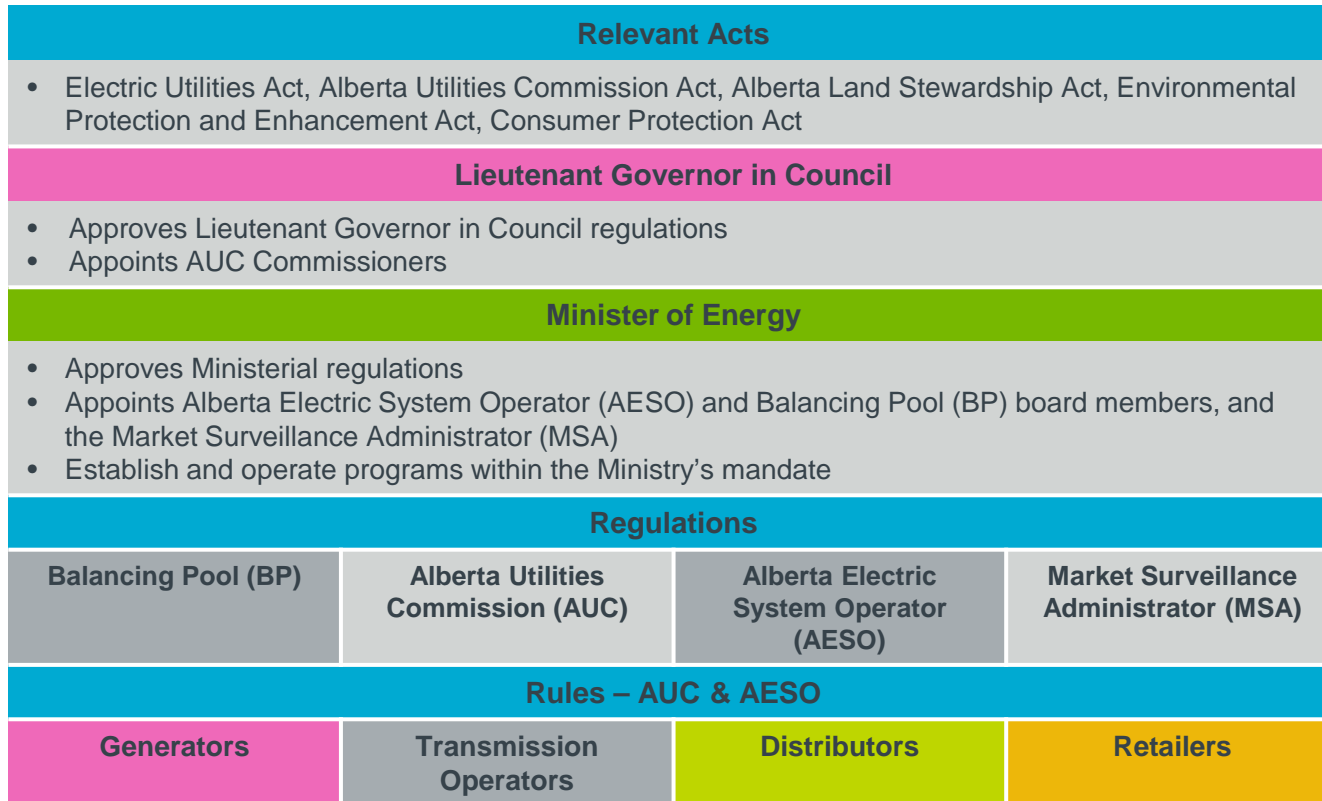 Relevant Acts
• Electric Utilities Act, Alberta Utilities Commission Act, Alberta Land Stewardship Act, Environmental
Protection and Enhancement Act, Consumer Protection Act
Lieutenant Governor in Council
• Approves Lieutenant Governor in Council regulations
• Appoints AUC Commissioners
Minister of Energy
• Approves Ministerial regulations
• Appoints Alberta Electric System Operator (AESO) and Balancing Pool (BP) board members, and
the Market Surveillance Administrator (MSA)
• Establish and operate programs within the Ministry’s mandate
Regulations
Balancing Pool (BP)
Alberta Utilities
Commission (AUC)
Alberta Electric
System Operator
(AESO)
Market Surveillance
Administrator (MSA)
Rules – AUC & AESO
Generators
Transmission
Operators
Distributors
Retailers